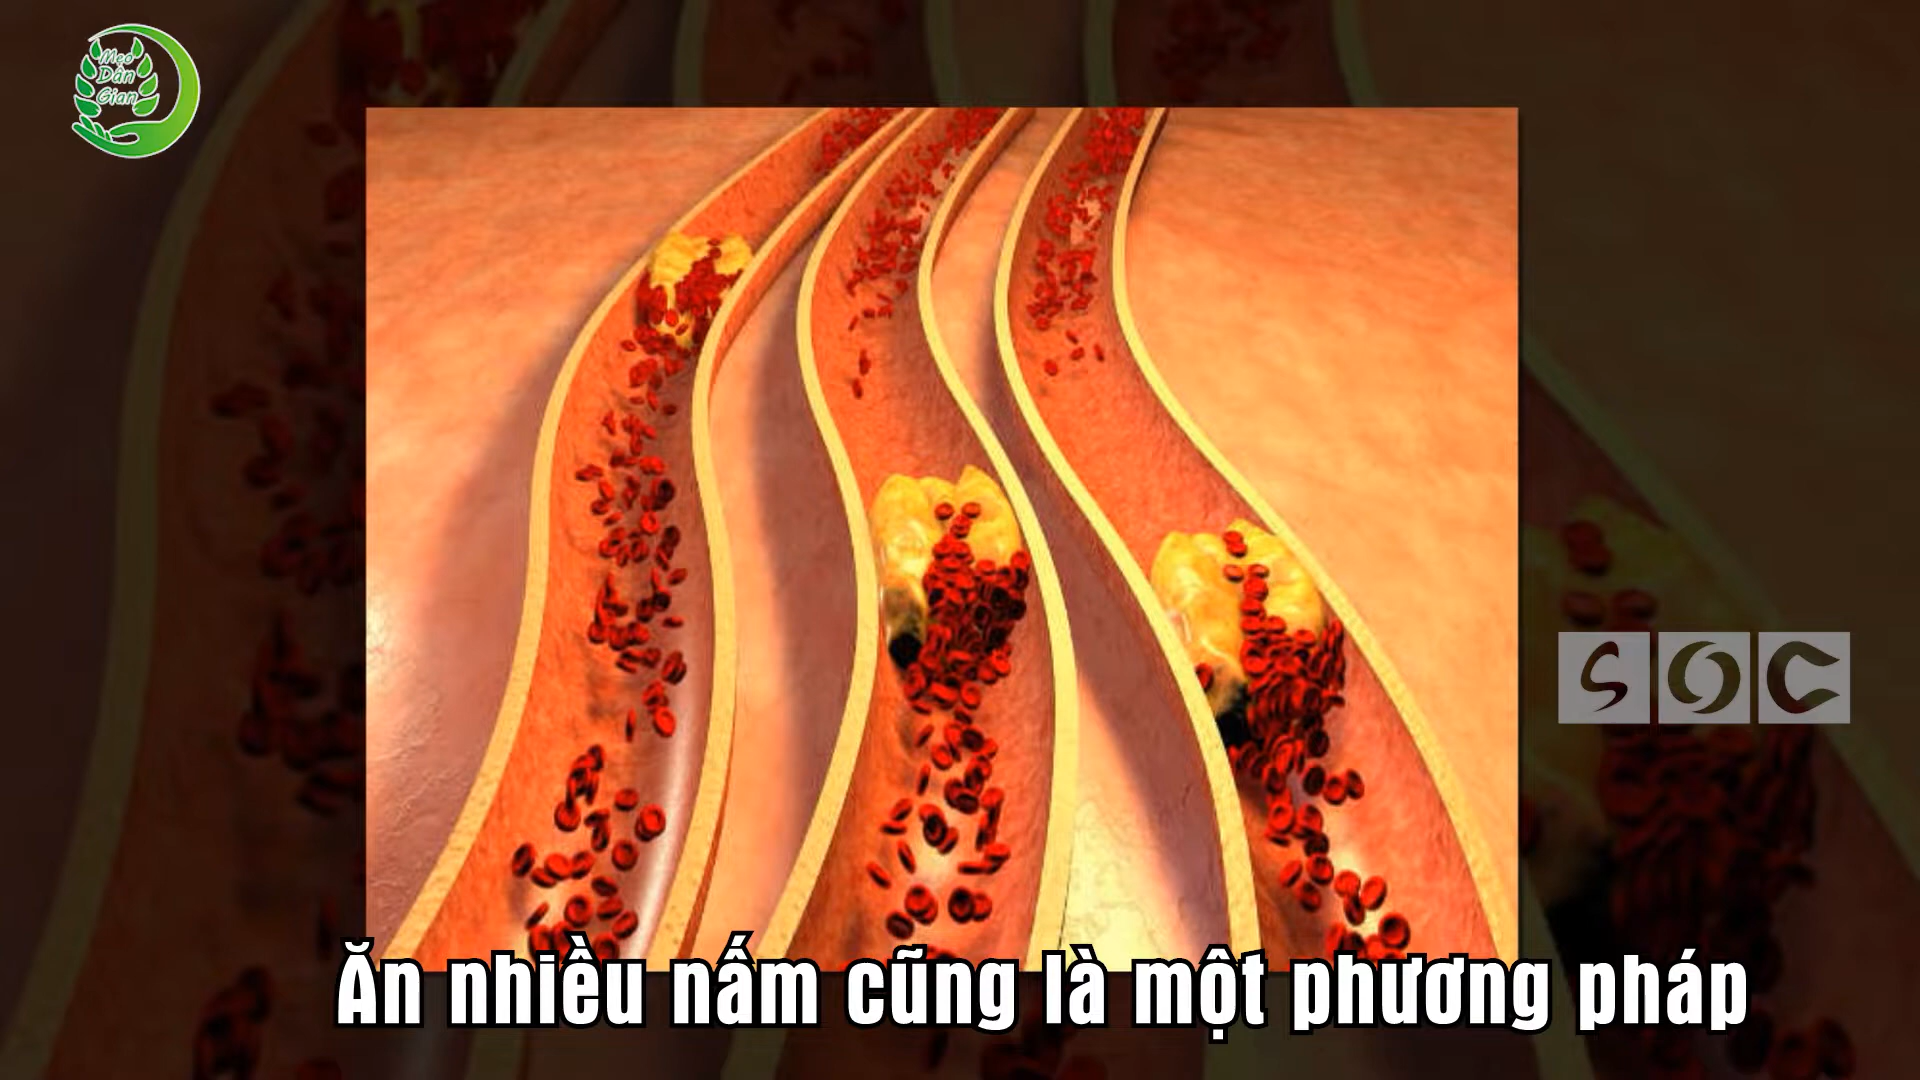 Mẹo
Dân
Gian
SOC
Ăn nhiều nấm cũng là một phương pháp